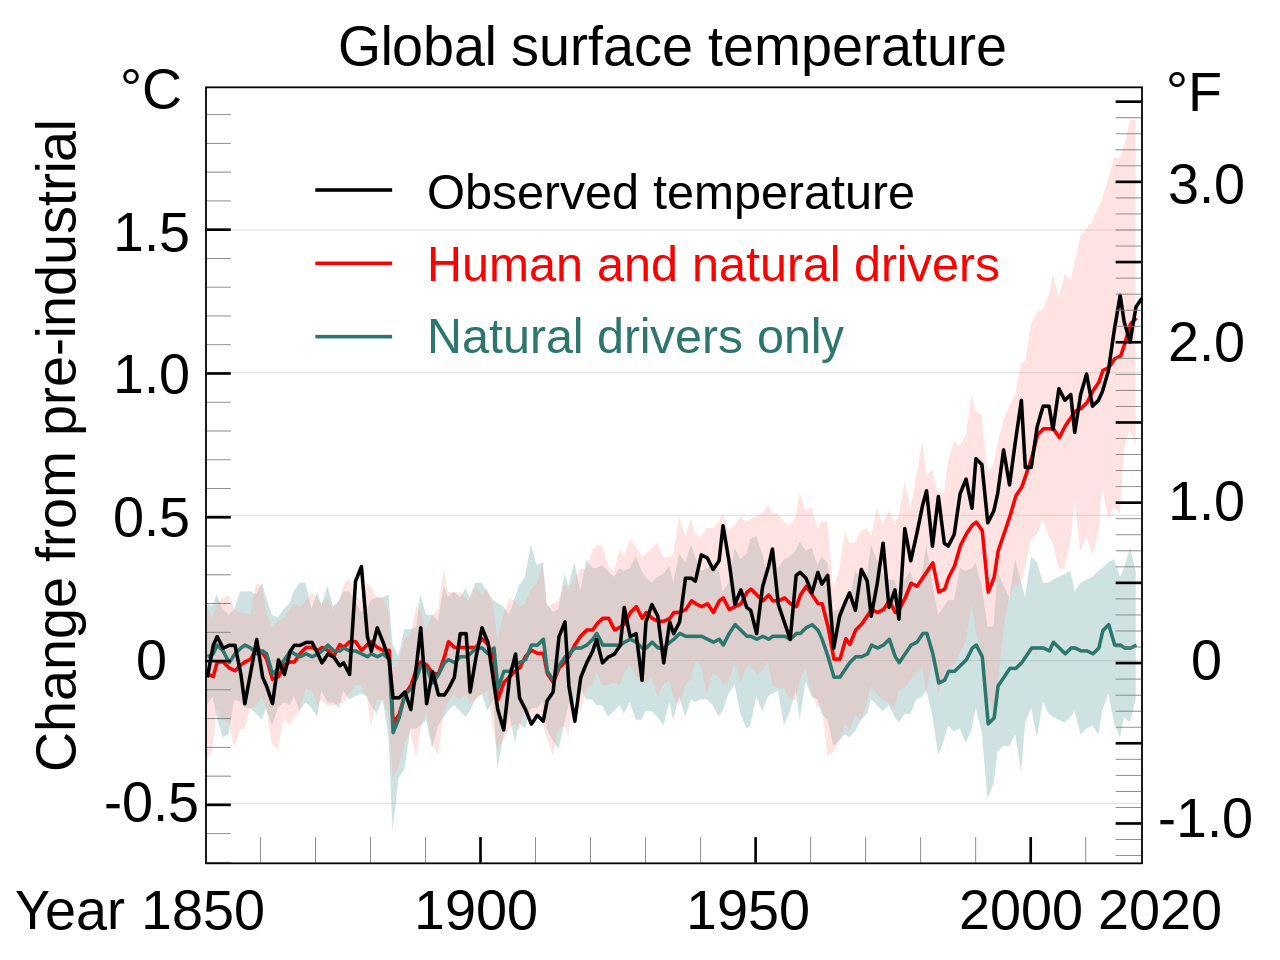 Global surface temperature
°C
°F
Change from pre-industrial
Observed temperature
Human and natural drivers
Natural drivers only
1.5
1.0
0.5
0
-0.5
3.0
2.0
1.0
0
-1.0
Year 1850 1900 1950 2000 2020